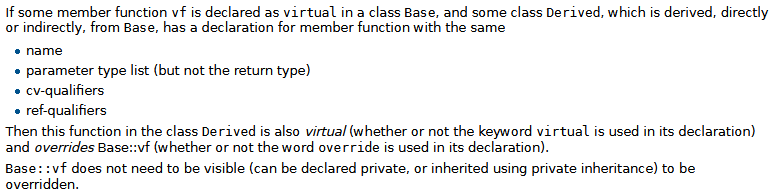 If some member function vf is declared as virtual in a class Base, and some class Derived, which is derived, directly
or indirectly, from Base, has a declaration for member function with the same
• name
• parameter type list (but not the return type)
• cv-qualifiers
• ref-qualifiers
Then this function in the class Derived is also virtual (whether or not the keyword virtual is used in its declaration)
and overrides Base::vf (whether or not the word override is used in its declaration).
Base::vf does not need to be visible (can be declared private, or inherited using private inheritance) to be
overridden.